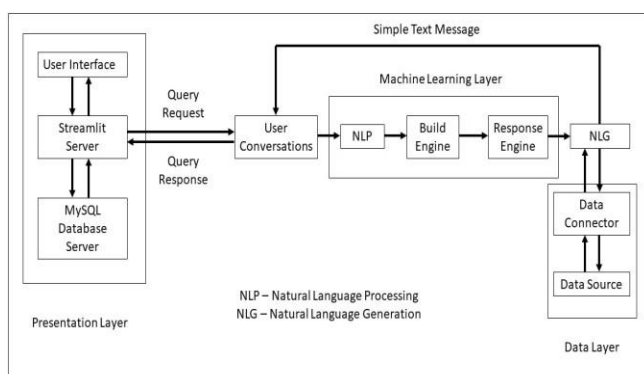 Simple Text Message
User Interface
Machine Learning Layer
Query
Request
Streamlit
Server
User
Conversations
NLP
Build
Engine
Response
Engine
NLG
Query
Response
MySQL
Database
Server
Data
Connector
Data Source
NLP – Natural Language Processing
NLG – Natural Language Generation
Presentation Layer
Data Layer